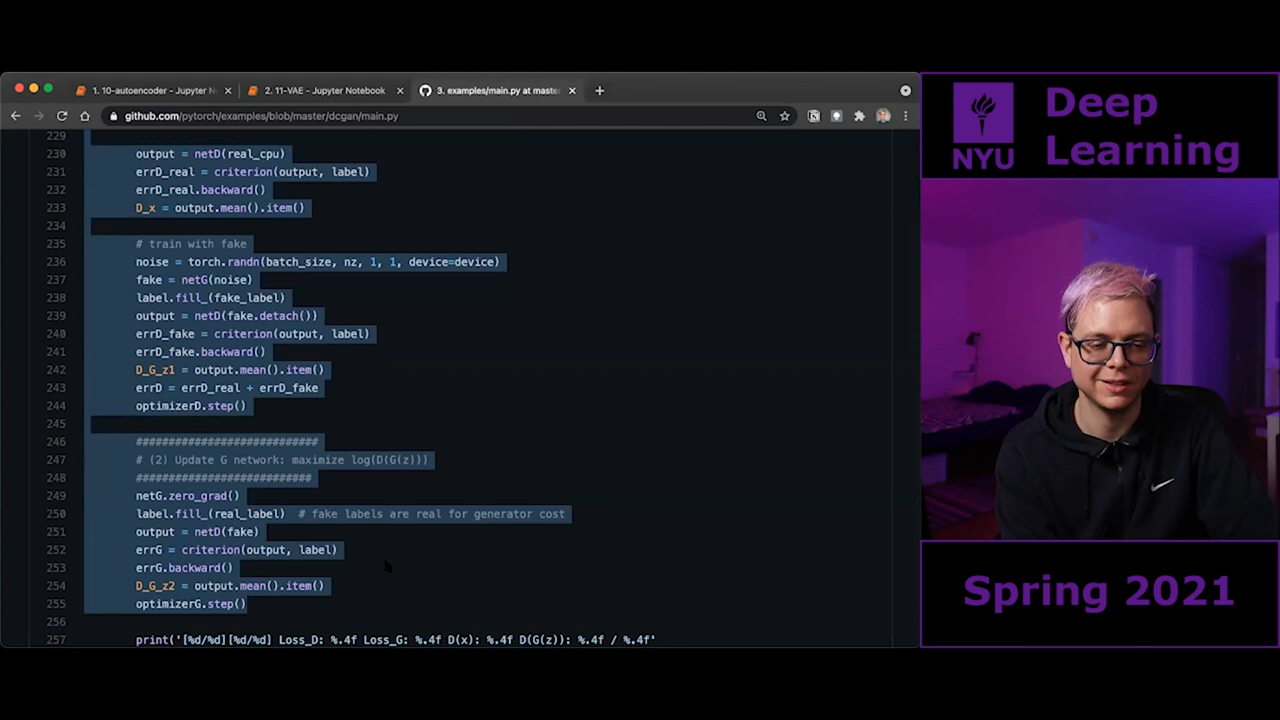 1. 10-autoencoder - Jupyter N
2. 11-VAE - Jupyter Notebook
3. examples/main.py at master
github.com/pytorch/examples/blob/master/dcgan/main.py
229
230 output = netD(real_cpu)
231 errD_real = criterion(output, label)
232 errD_real.backward()
233 D_x = output.mean().item()
234
235 # train with fake
236 noise = torch.randn(batch_size, nz, 1, 1, device=device)
237 fake = netG(noise)
238 label.fill_(fake_label)
239 output = netD(fake.detach())
240 errD_fake = criterion(output, label)
241 errD_fake.backward()
242 D_G_z1 = output.mean().item()
243 errD = errD_real + errD_fake
244 optimizerD.step()
245
246 ############################
247 # (2) Update G network: maximize log(D(G(z)))
248 ###########################
249 netG.zero_grad()
250 label.fill_(real_label)  # fake labels are real for generator cost
251 output = netD(fake)
252 errG = criterion(output, label)
253 errG.backward()
254 D_G_z2 = output.mean().item()
255 optimizerG.step()
256
257 print('[%d/%d][%d/%d] Loss_D: %.4f Loss_G: %.4f D(x): %.4f D(G(z)): %.4f / %.4f'
NYU
Deep
Learning
Spring 2021